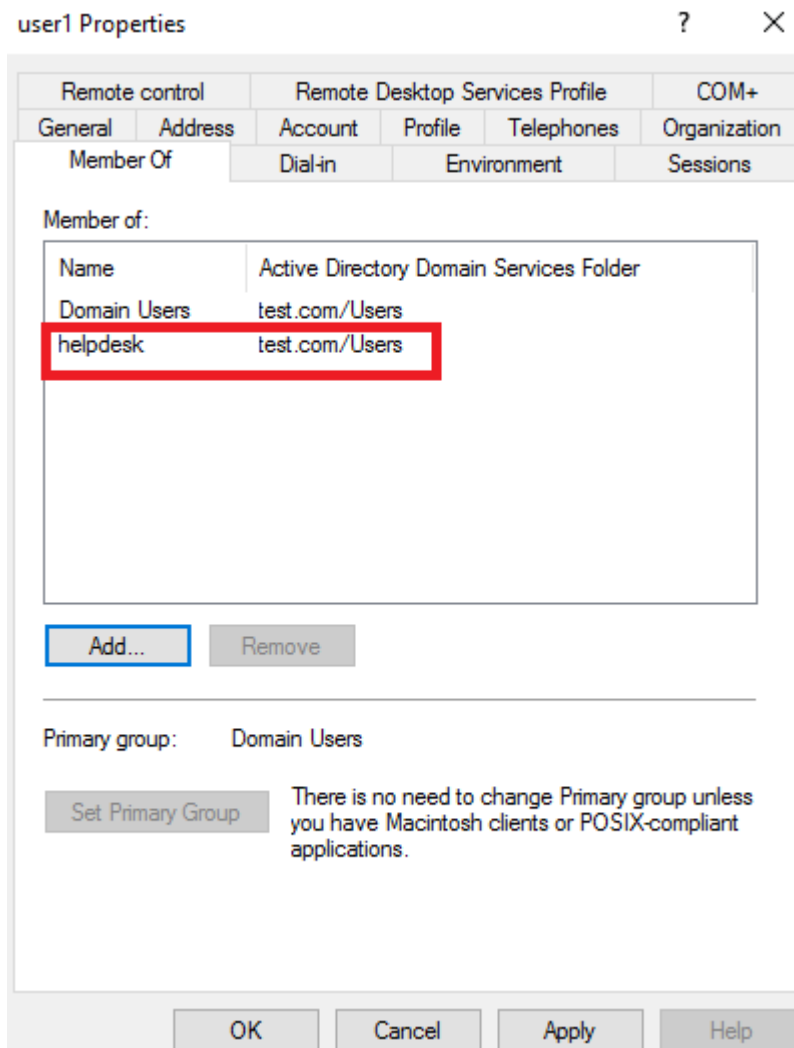 user1 Properties ?
Remote control Remote Desktop Services Profile COM+
General Address Account Profile Telephones Organization
Member Of Dial-in Environment Sessions
Member of:
Name Active Directory Domain Services Folder
Domain Users test.com/Users
helpdesk test.com/Users
Add... Remove
Primary group: Domain Users
Set Primary Group There is no need to change Primary group unless
you have Macintosh clients or POSIX-compliant
applications.
OK Cancel Apply Help